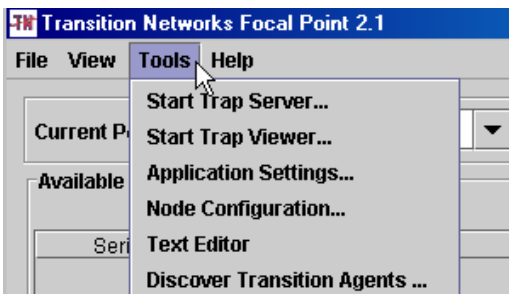 Transition Networks Focal Point 2.1
File View Tools Help
Start Trap Server...
Current P
Start Trap Viewer...
Available
Application Settings...
Node Configuration...
Seri
Text Editor
Discover Transition Agents ...